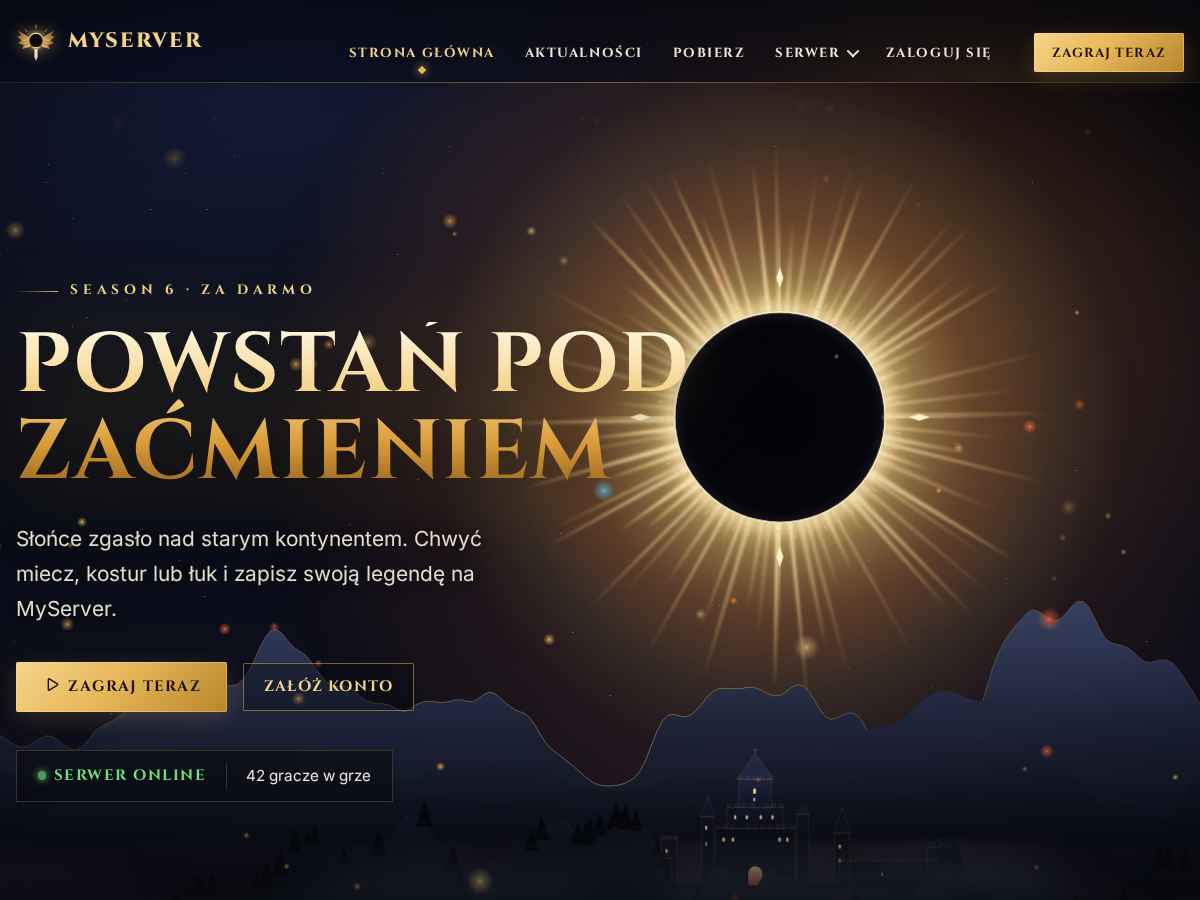 MYSERVER
STRONA GŁÓWNA
AKTUALNOŚCI
POBIERZ
SERWER
ZALOGUJ SIĘ
ZAGRAJ TERAZ
SEASON 6 · ZA DARMO
POWSTAŃ POD
ZAĆMIENIEM
Słońce zgasło nad starym kontynentem. Chwyć
miecz, kostur lub łuk i zapisz swoją legendę na
MyServer.
ZAGRAJ TERAZ
ZAŁÓŻ KONTO
SERWER ONLINE
42 gracze w grze